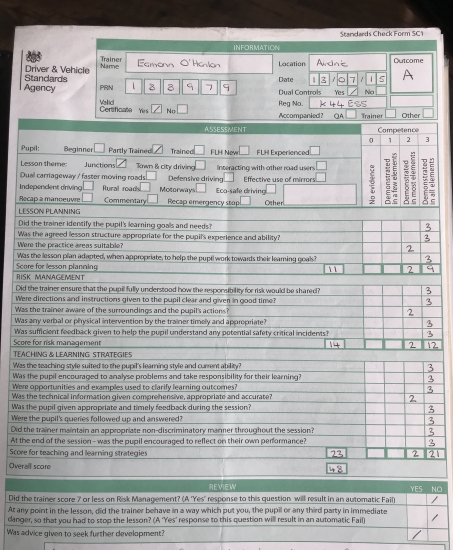 Standards Check Form SC1
INFORMATION
Driver & Vehicle
Standards
Agency
Trainer Name Eamonn O'Hanlon
Location Airdrie
Outcome A
PRN 1 3 3 9 7 9
Date 13/07/15
Dual Controls Yes / No
Valid Certificate Yes / No
Reg No. K44 ESS
Accompanied? QA Trainer Other
ASSESSMENT
Competence
Pupil: Beginner Partly Trained / Trained FLH New FLH Experienced
0 1 2 3
No evidence
Demonstrated in a few elements
Demonstrated in most elements
Demonstrated in all elements
Lesson theme: Junctions / Town & city driving Interacting with other road users
Dual carriageway / faster moving roads Defensive driving Effective use of mirrors
Independent driving Rural roads Motorways Eco-safe driving
Recap a manoeuvre Commentary Recap emergency stop Other
LESSON PLANNING
Did the trainer identify the pupil's learning goals and needs? 3
Was the agreed lesson structure appropriate for the pupil's experience and ability? 3
Were the practice areas suitable? 2
Was the lesson plan adapted, when appropriate, to help the pupil work towards their learning goals? 3
Score for lesson planning 11 2 9
RISK MANAGEMENT
Did the trainer ensure that the pupil fully understood how the responsibility for risk would be shared? 3
Were directions and instructions given to the pupil clear and given in good time? 3
Was the trainer aware of the surroundings and the pupil's actions? 2
Was any verbal or physical intervention by the trainer timely and appropriate? 3
Was sufficient feedback given to help the pupil understand any potential safety critical incidents? 3
Score for risk management 14 2 12
TEACHING & LEARNING STRATEGIES
Was the teaching style suited to the pupil's learning style and current ability? 3
Was the pupil encouraged to analyse problems and take responsibility for their learning? 3
Were opportunities and examples used to clarify learning outcomes? 3
Was the technical information given comprehensive, appropriate and accurate? 2
Was the pupil given appropriate and timely feedback during the session? 3
Were the pupil's queries followed up and answered? 3
Did the trainer maintain an appropriate non-discriminatory manner throughout the session? 3
At the end of the session - was the pupil encouraged to reflect on their own performance? 3
Score for teaching and learning strategies 23 2 21
Overall score 48
REVIEW
YES NO
Did the trainer score 7 or less on Risk Management? (A 'Yes' response to this question will result in an automatic Fail) /
At any point in the lesson, did the trainer behave in a way which put you, the pupil or any third party in immediate
danger, so that you had to stop the lesson? (A 'Yes' response to this question will result in an automatic Fail) /
Was advice given to seek further development? /